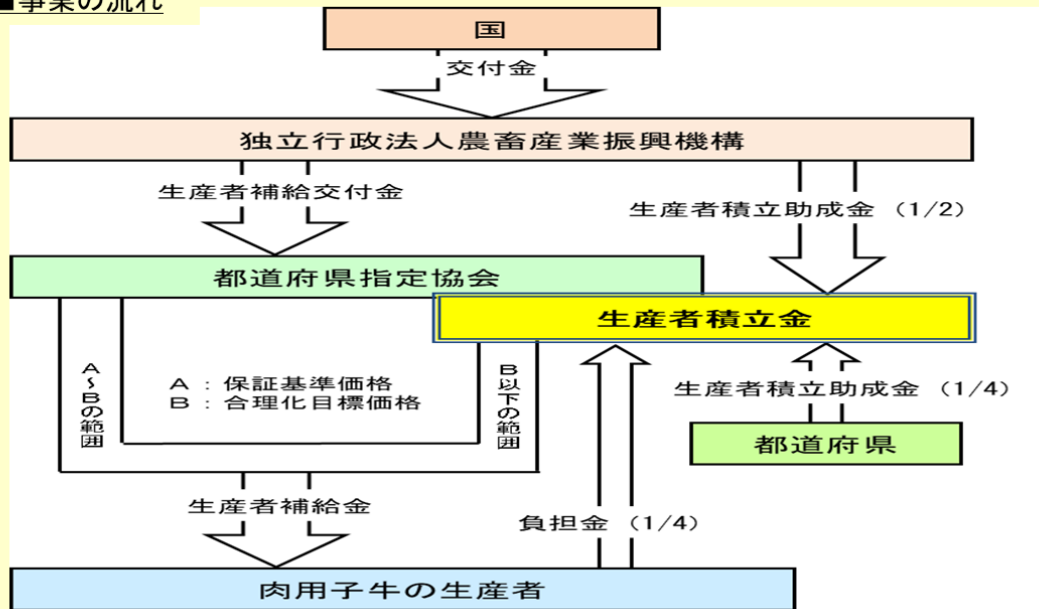 ■事業の流れ
国
交付金
独立行政法人農畜産業振興機構
生産者補給交付金
生産者積立助成金 (1/2)
都道府県指定協会
生産者積立金
A~Bの範囲
A:保証基準価格
B:合理化目標価格
B以下の範囲
生産者積立助成金 (1/4)
都道府県
生産者補給金
負担金 (1/4)
肉用子牛の生産者